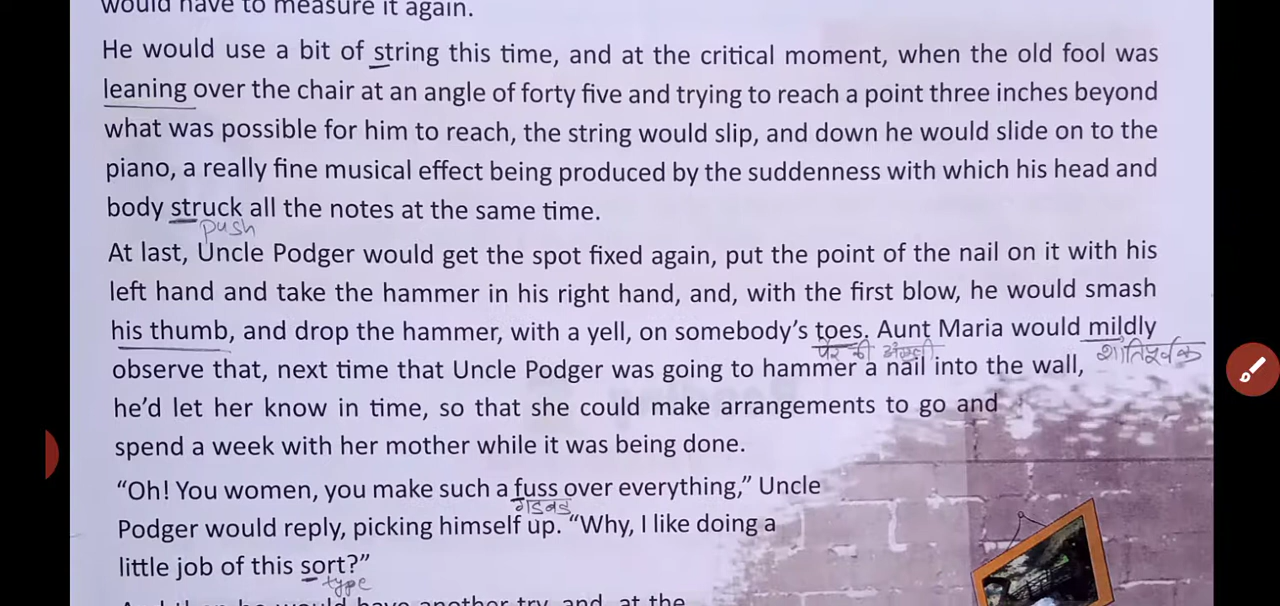 would have to measure it again.
He would use a bit of string this time, and at the critical moment, when the old fool was
leaning over the chair at an angle of forty five and trying to reach a point three inches beyond
what was possible for him to reach, the string would slip, and down he would slide on to the
piano, a really fine musical effect being produced by the suddenness with which his head and
body struck all the notes at the same time.
push
At last, Uncle Podger would get the spot fixed again, put the point of the nail on it with his
left hand and take the hammer in his right hand, and, with the first blow, he would smash
his thumb, and drop the hammer, with a yell, on somebody's toes. Aunt Maria would mildly
पैर की अंगुली शांतिपूर्वक
observe that, next time that Uncle Podger was going to hammer a nail into the wall,
he'd let her know in time, so that she could make arrangements to go and
spend a week with her mother while it was being done.
"Oh! You women, you make such a fuss over everything," Uncle
गड़बड़
Podger would reply, picking himself up. "Why, I like doing a
little job of this sort?"
type
And then he would have another try, and, at the